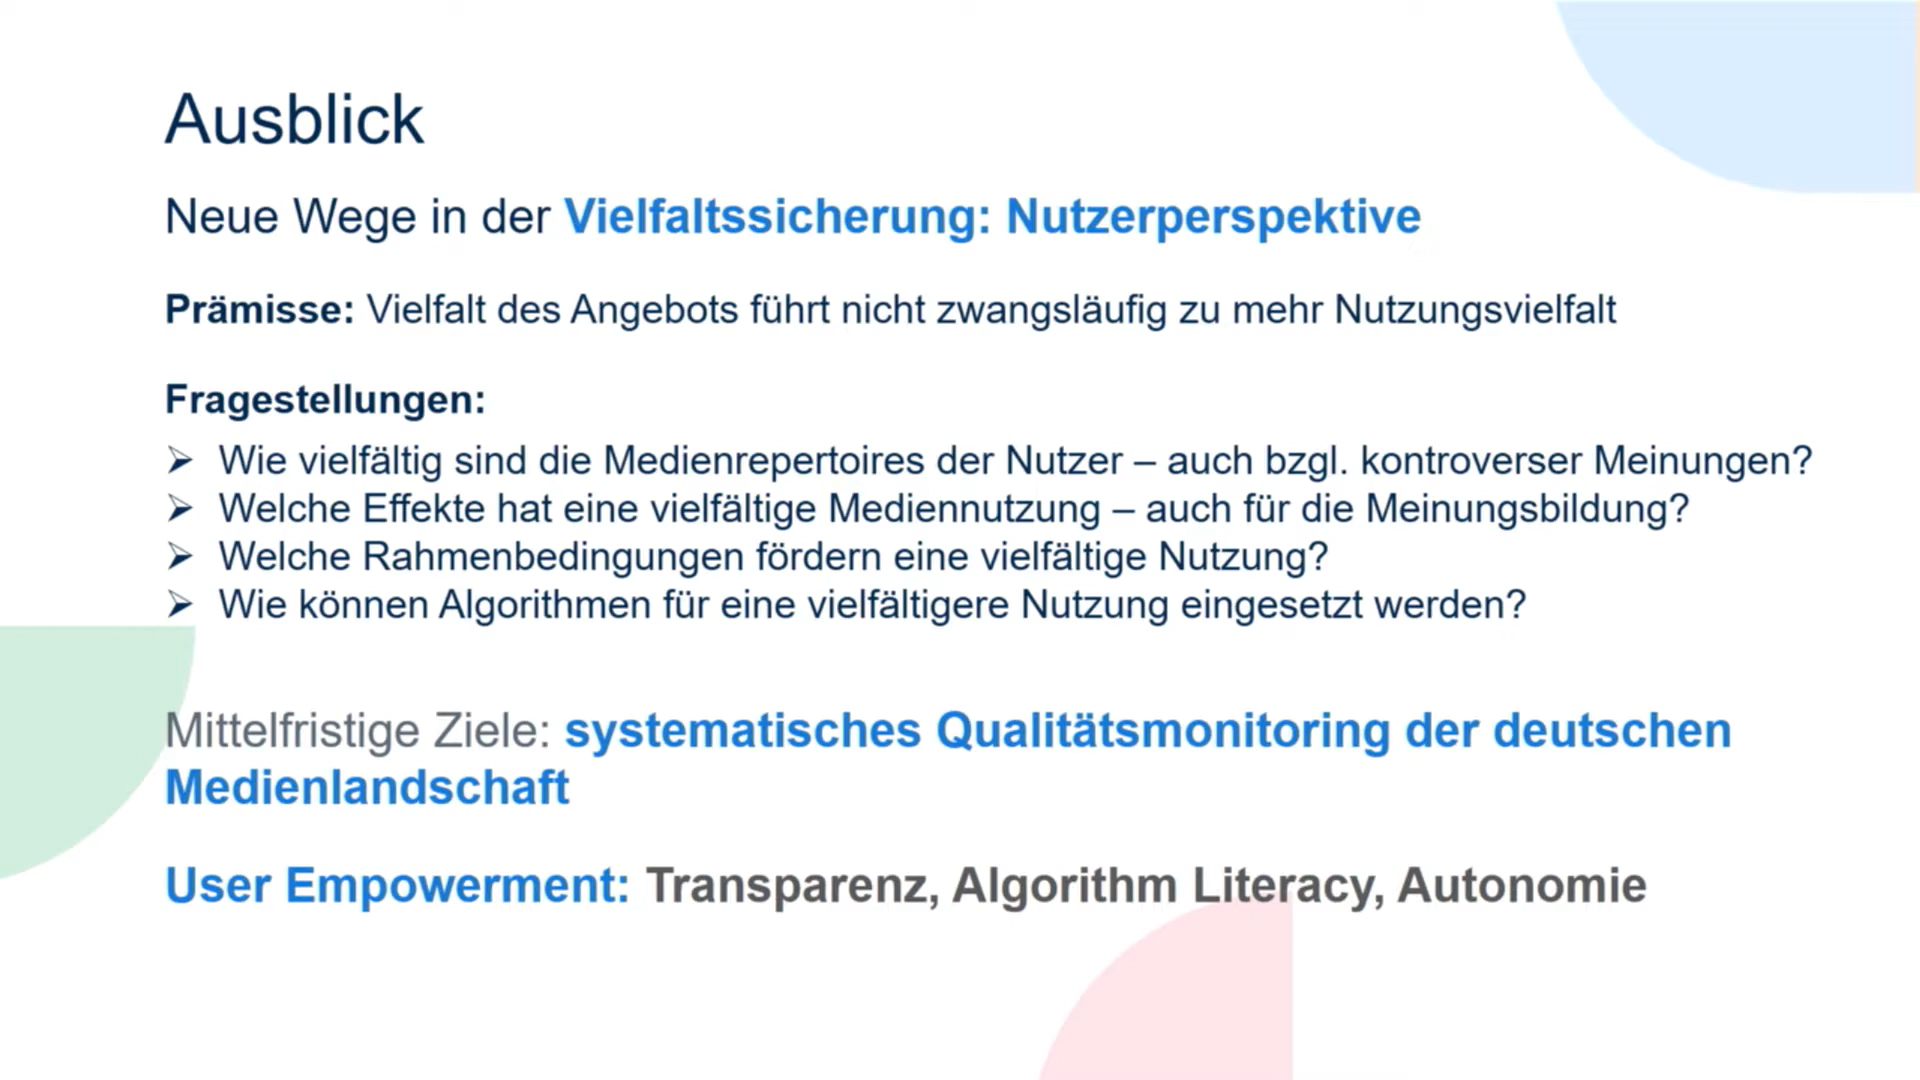 Ausblick
Neue Wege in der Vielfaltssicherung: Nutzerperspektive
Prämisse: Vielfalt des Angebots führt nicht zwangsläufig zu mehr Nutzungsvielfalt
Fragestellungen:
➢ Wie vielfältig sind die Medienrepertoires der Nutzer – auch bzgl. kontroverser Meinungen?
➢ Welche Effekte hat eine vielfältige Mediennutzung – auch für die Meinungsbildung?
➢ Welche Rahmenbedingungen fördern eine vielfältige Nutzung?
➢ Wie können Algorithmen für eine vielfältigere Nutzung eingesetzt werden?
Mittelfristige Ziele: systematisches Qualitätsmonitoring der deutschen
Medienlandschaft
User Empowerment: Transparenz, Algorithm Literacy, Autonomie